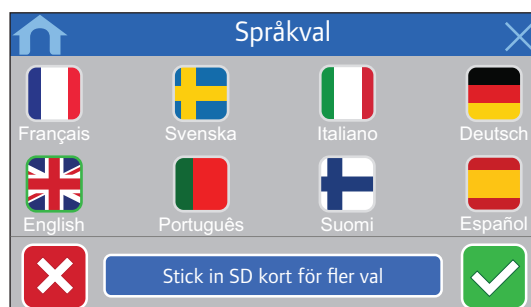 Språkval
Français Svenska Italiano Deutsch
English Português Suomi Español
Stick in SD kort för fler val